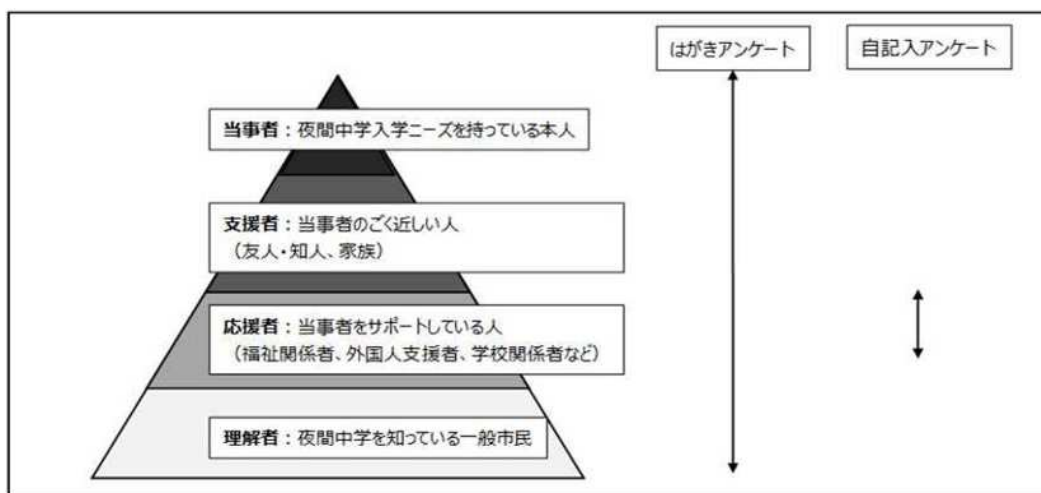 はがきアンケート
自記入アンケート
当事者：夜間中学入学ニーズを持っている本人
支援者：当事者のごく近しい人
（友人・知人、家族）
応援者：当事者をサポートしている人
（福祉関係者、外国人支援者、学校関係者など）
理解者：夜間中学を知っている一般市民